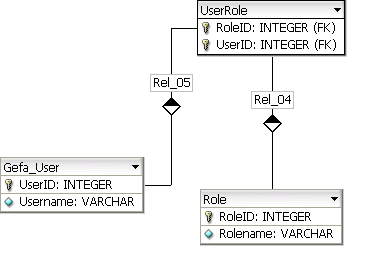 UserRole
RoleID: INTEGER (FK)
UserID: INTEGER (FK)
Rel_05
Rel_04
Gefa_User
UserID: INTEGER
Username: VARCHAR
Role
RoleID: INTEGER
Rolename: VARCHAR